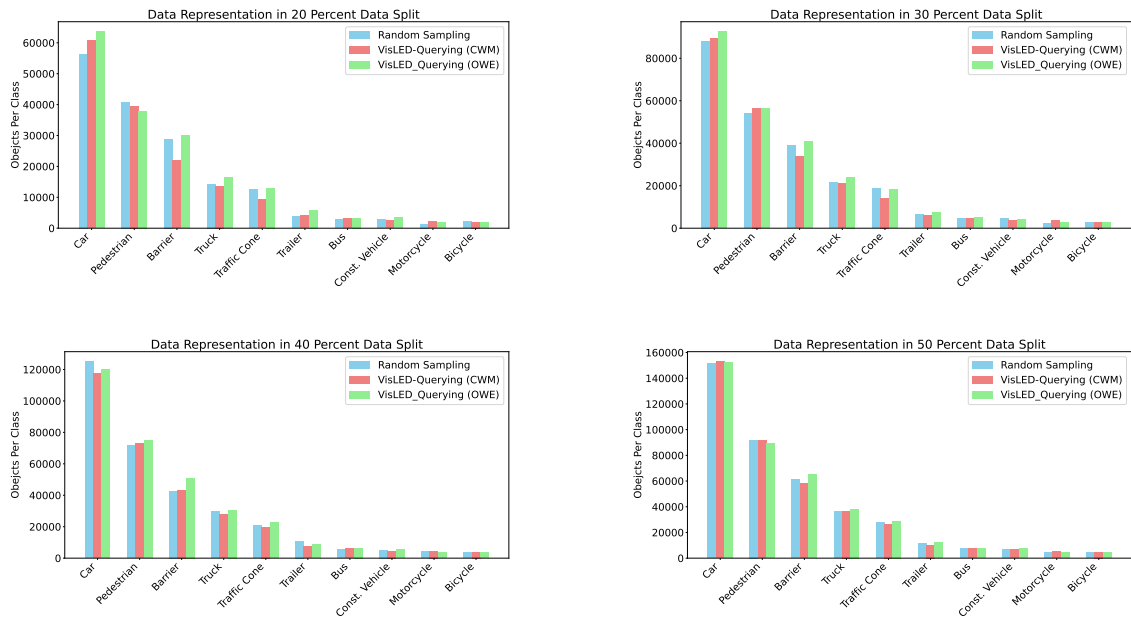 Data Representation in 20 Percent Data Split
Obejcts Per Class
60000
50000
40000
30000
20000
10000
0
Random Sampling
VisLED-Querying (CWM)
VisLED_Querying (OWE)
Car
Pedestrian
Barrier
Truck
Traffic Cone
Trailer
Bus
Const. Vehicle
Motorcycle
Bicycle
Data Representation in 30 Percent Data Split
Obejcts Per Class
80000
60000
40000
20000
0
Random Sampling
VisLED-Querying (CWM)
VisLED_Querying (OWE)
Car
Pedestrian
Barrier
Truck
Traffic Cone
Trailer
Bus
Const. Vehicle
Motorcycle
Bicycle
Data Representation in 40 Percent Data Split
Obejcts Per Class
120000
100000
80000
60000
40000
20000
0
Random Sampling
VisLED-Querying (CWM)
VisLED_Querying (OWE)
Car
Pedestrian
Barrier
Truck
Traffic Cone
Trailer
Bus
Const. Vehicle
Motorcycle
Bicycle
Data Representation in 50 Percent Data Split
Obejcts Per Class
160000
140000
120000
100000
80000
60000
40000
20000
0
Random Sampling
VisLED-Querying (CWM)
VisLED_Querying (OWE)
Car
Pedestrian
Barrier
Truck
Traffic Cone
Trailer
Bus
Const. Vehicle
Motorcycle
Bicycle